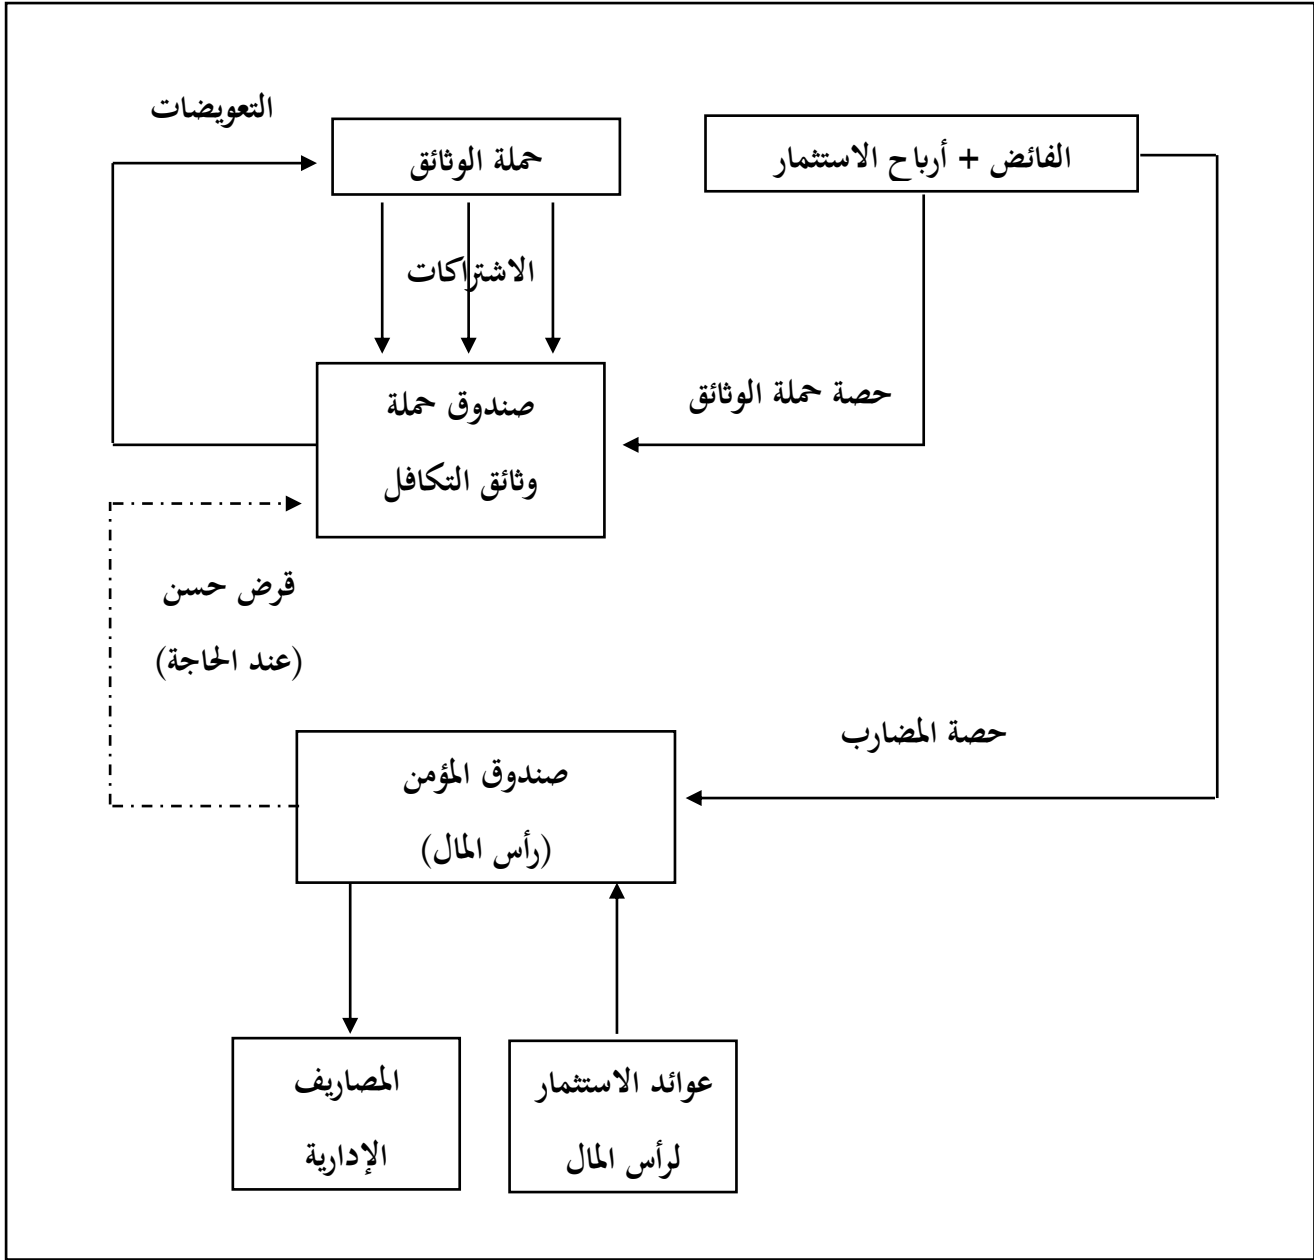 التعويضات
الفائض + أرباح الاستثمار
حملة الوثائق
الاشتراكات
صندوق حملة
وثائق التكافل
حصة حملة الوثائق
قرض حسن
(عند الحاجة)
حصة المضارب
صندوق المؤمن
(رأس المال)
عوائد الاستثمار
لرأس المال
المصاريف
الإدارية